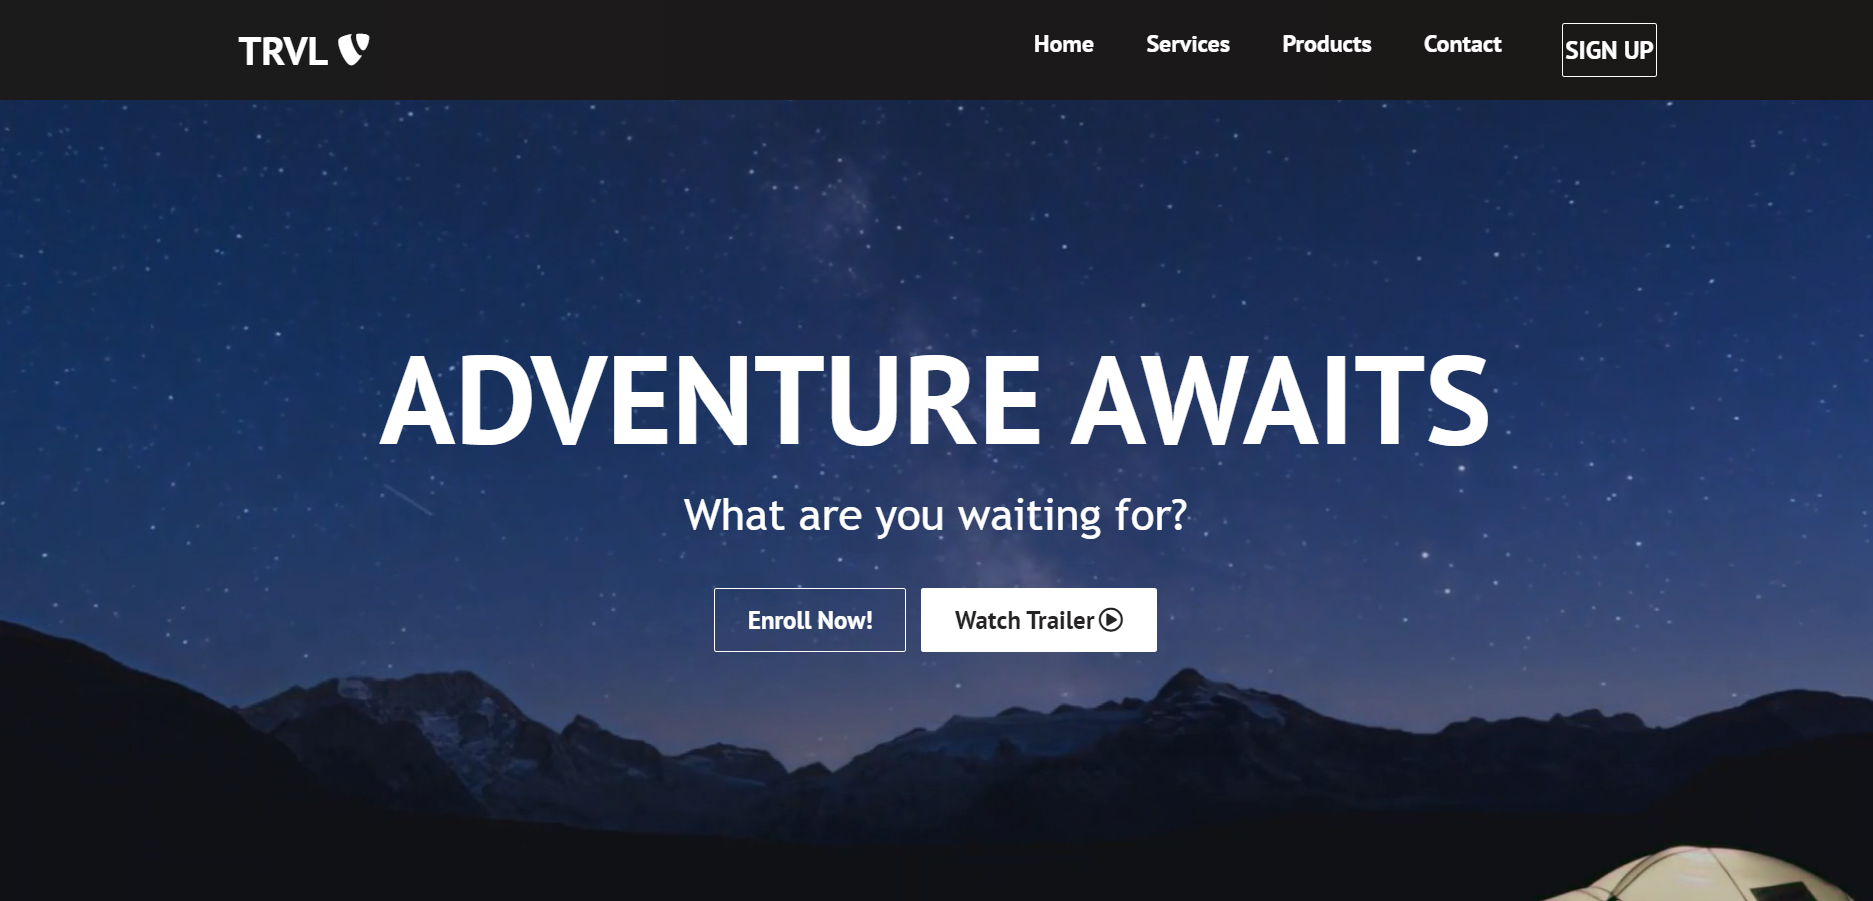 TRVL
Home Services Products Contact SIGN UP
ADVENTURE AWAITS
What are you waiting for?
Enroll Now! Watch Trailer